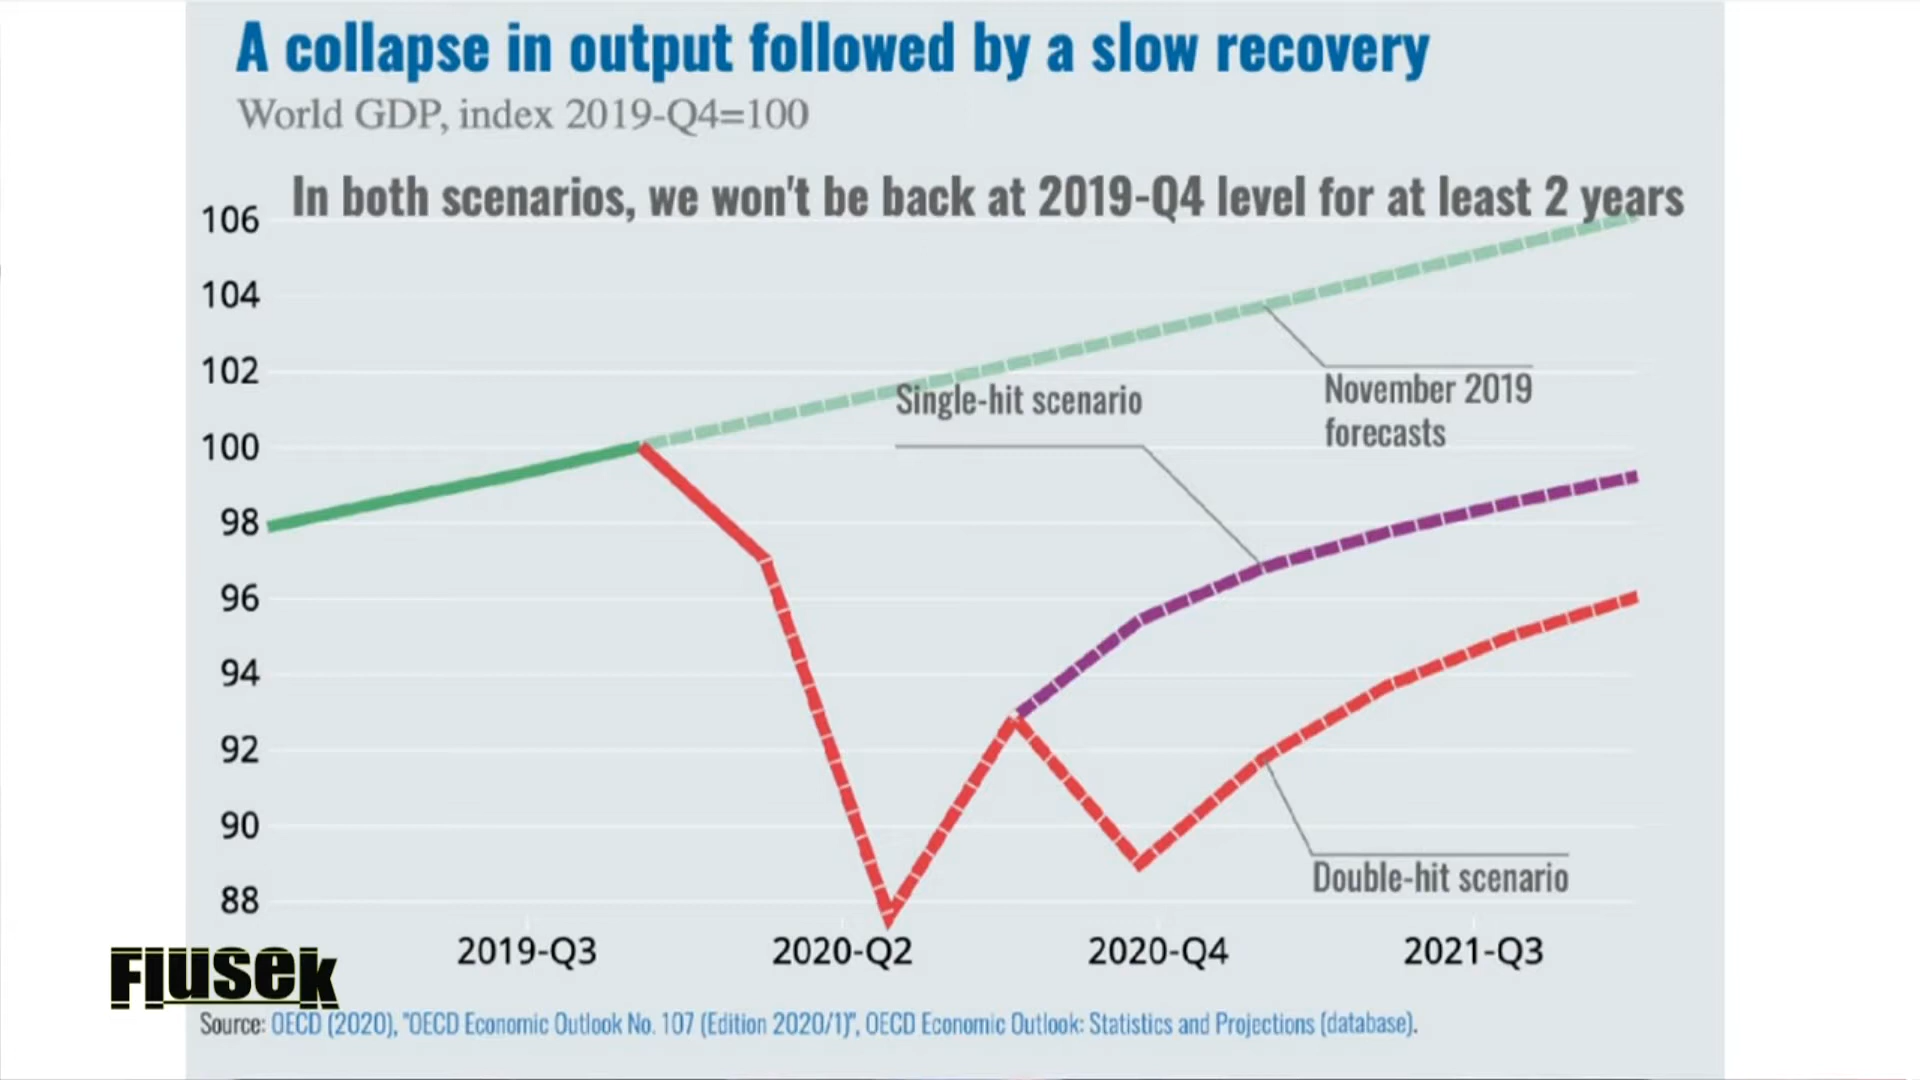 A collapse in output followed by a slow recovery
World GDP, index 2019-Q4=100
In both scenarios, we won't be back at 2019-Q4 level for at least 2 years
106
104
102
100
98
96
94
92
90
88
Single-hit scenario
November 2019
forecasts
Double-hit scenario
2019-Q3 2020-Q2 2020-Q4 2021-Q3
Flusek
Source: OECD (2020), "OECD Economic Outlook No. 107 (Edition 2020/1)", OECD Economic Outlook: Statistics and Projections (database).